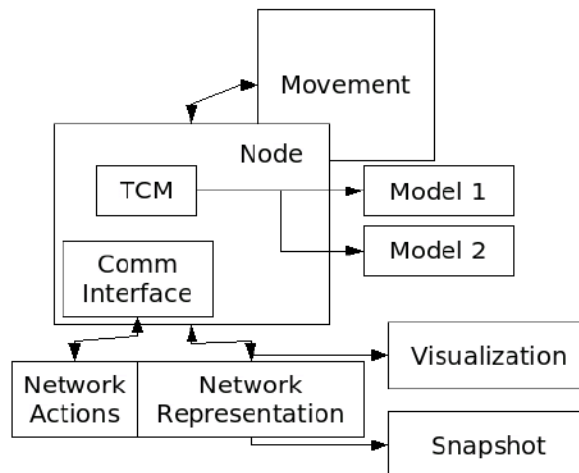 Movement
Node
TCM
Model 1
Model 2
Comm
Interface
Visualization
Network
Actions
Network
Representation
Snapshot